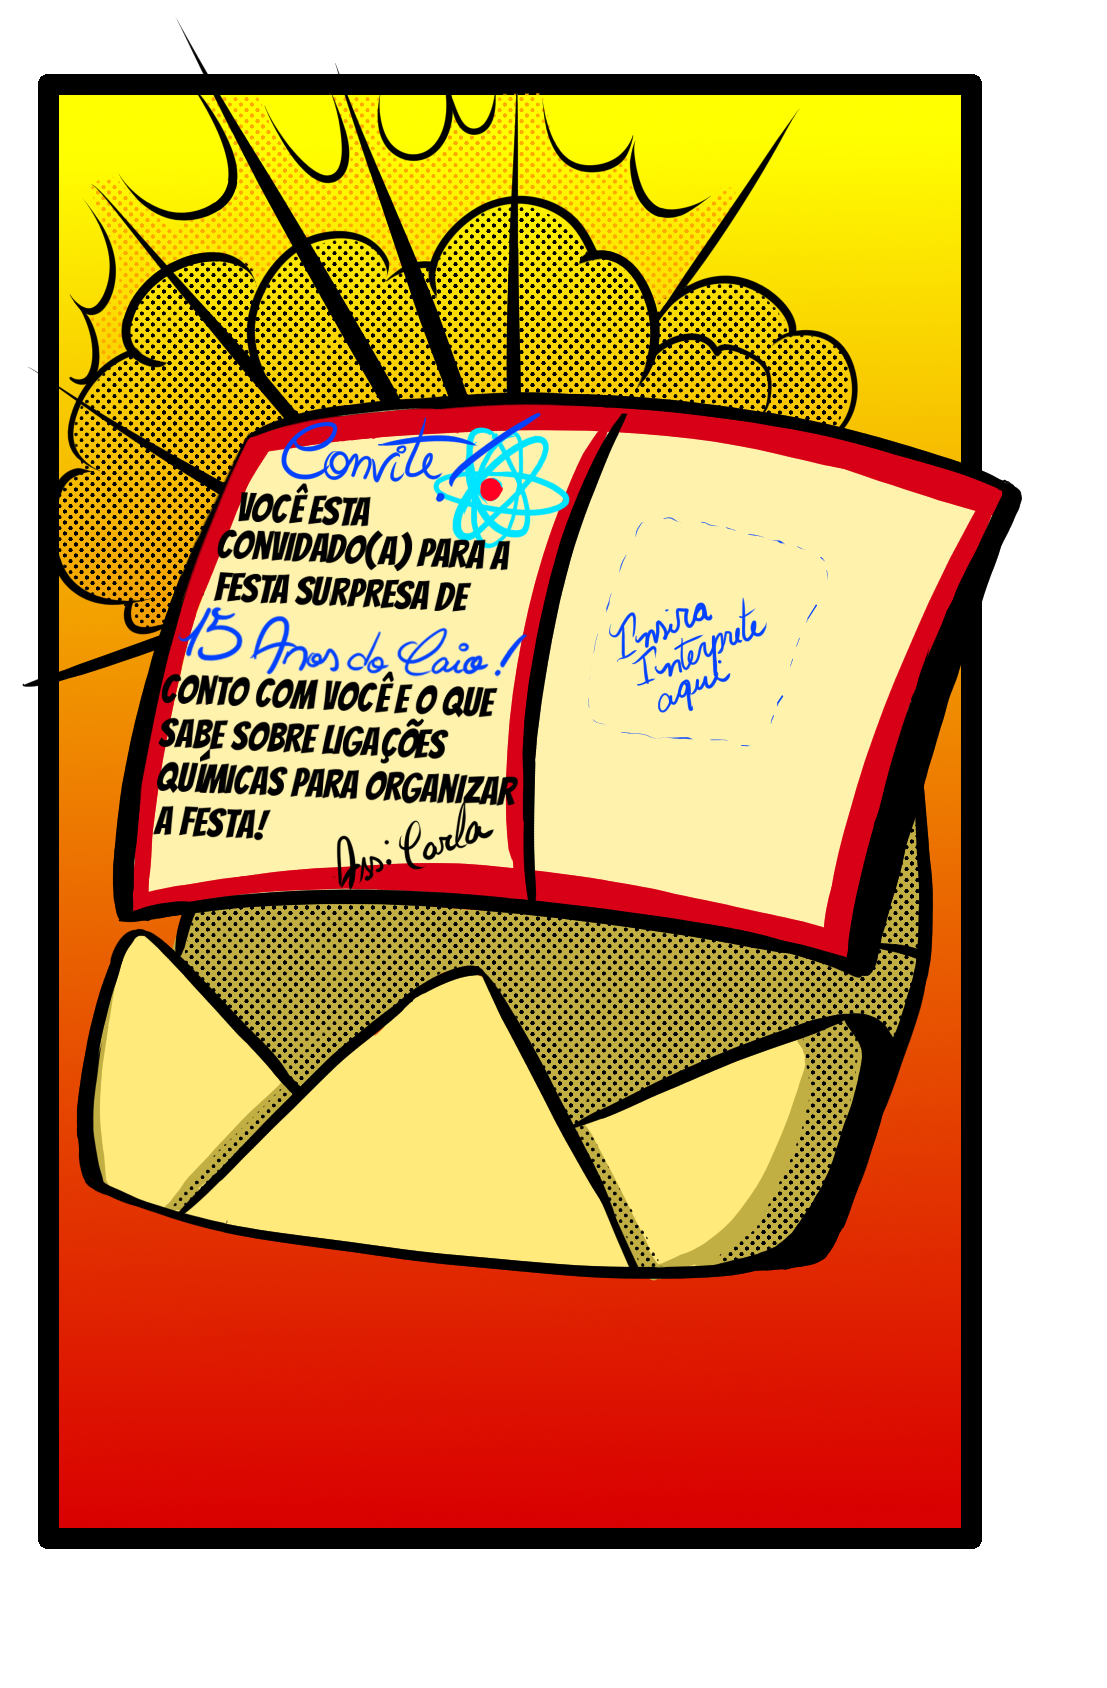 Convite!
VOCÊ ESTA
CONVIDADO(A) PARA A
FESTA SURPRESA DE
15 Anos do Caio!
CONTO COM VOCÊ E O QUE
SABE SOBRE LIGAÇÕES
QUÍMICAS PARA ORGANIZAR
A FESTA!
Ass: Carla
Insira
Interprete
aqui